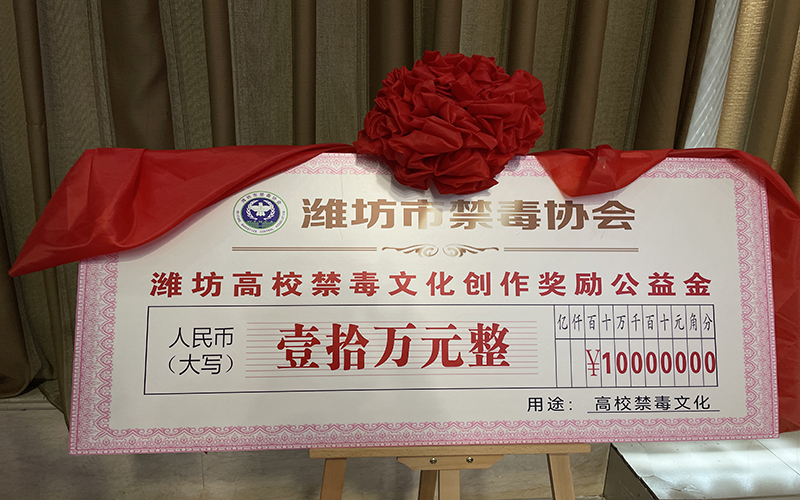 潍坊市禁毒协会
潍坊高校禁毒文化创作奖励公益金
人民币
(大写)
壹拾万元整
亿仟百十万千百十元角分
¥10000000
用途：高校禁毒文化